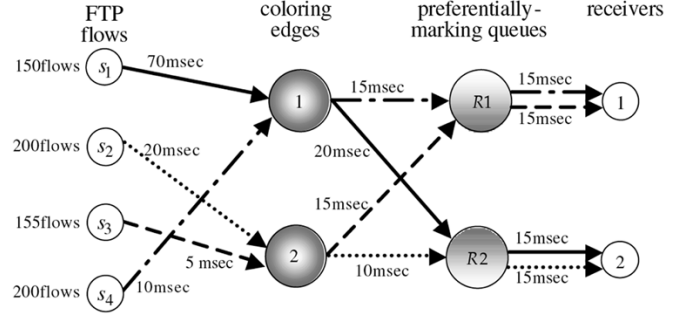 FTP flows
coloring edges
preferentially-marking queues
receivers
150flows
s1
70msec
1
15msec
R1
15msec
15msec
1
200flows
s2
20msec
20msec
155flows
s3
15msec
5 msec
2
10msec
R2
15msec
15msec
2
200flows
s4
10msec